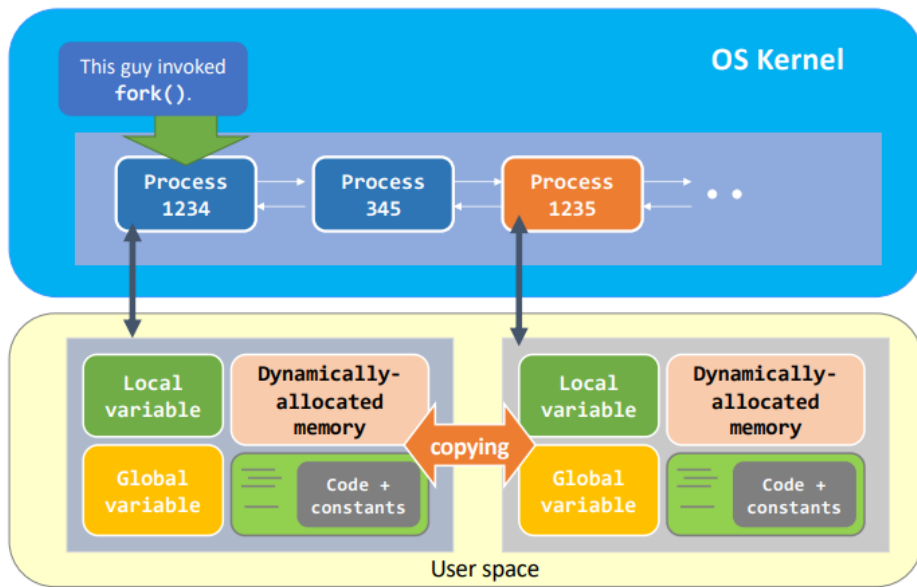 OS Kernel
This guy invoked
fork().
Process
1234
Process
345
Process
1235
Local
variable
Dynamically-
allocated
memory
Global
variable
Code +
constants
copying
Local
variable
Dynamically-
allocated
memory
Global
variable
Code +
constants
User space